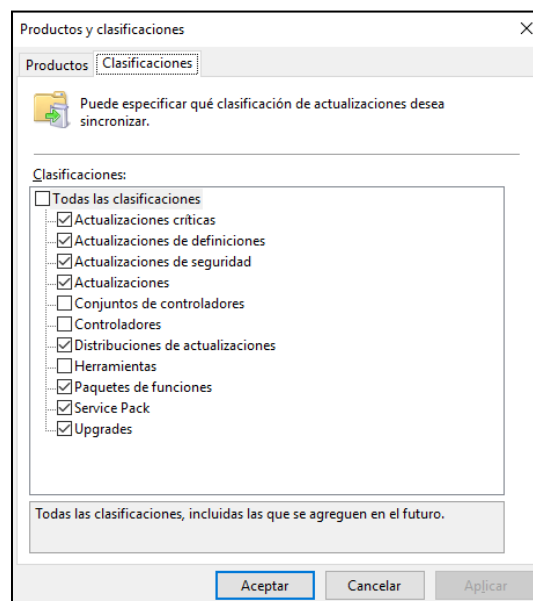 Productos y clasificaciones
Productos Clasificaciones
Puede especificar qué clasificación de actualizaciones desea
sincronizar.
Clasificaciones:
Todas las clasificaciones
Actualizaciones críticas
Actualizaciones de definiciones
Actualizaciones de seguridad
Actualizaciones
Conjuntos de controladores
Controladores
Distribuciones de actualizaciones
Herramientas
Paquetes de funciones
Service Pack
Upgrades
Todas las clasificaciones, incluidas las que se agreguen en el futuro.
Aceptar Cancelar Aplicar